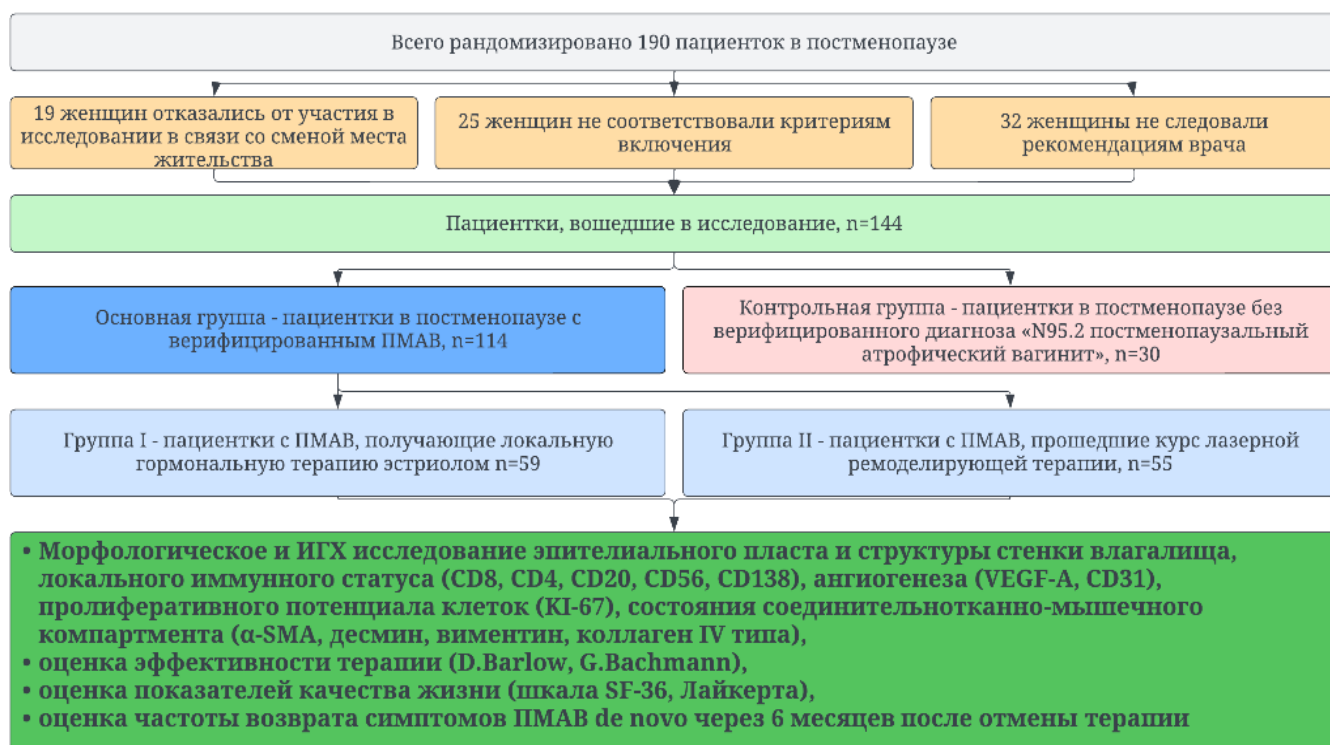 Всего рандомизировано 190 пациенток в постменопаузе
19 женщин отказались от участия в
исследовании в связи со сменой места
жительства
25 женщин не соответствовали критериям
включения
32 женщины не следовали
рекомендациям врача
Пациентки, вошедшие в исследование, n=144
Основная группа - пациентки в постменопаузе с
верифицированным ПМАВ, n=114
Контрольная группа - пациентки в постменопаузе без
верифицированного диагноза «N95.2 постменопаузальный
атрофический вагинит», n=30
Группа I - пациентки с ПМАВ, получающие локальную
гормональную терапию эстриолом n=59
Группа II - пациентки с ПМАВ, прошедшие курс лазерной
ремоделирующей терапии, n=55
• Морфологическое и ИГХ исследование эпителиального пласта и структуры стенки влагалища,
локального иммунного статуса (CD8, CD4, CD20, CD56, CD138), ангиогенеза (VEGF-A, CD31),
пролиферативного потенциала клеток (KI-67), состояния соединительнотканно-мышечного
компартмента (α-SMA, десмин, виментин, коллаген IV типа),
• оценка эффективности терапии (D.Barlow, G.Bachmann),
• оценка показателей качества жизни (шкала SF-36, Лайкерта),
• оценка частоты возврата симптомов ПМАВ de novo через 6 месяцев после отмены терапии